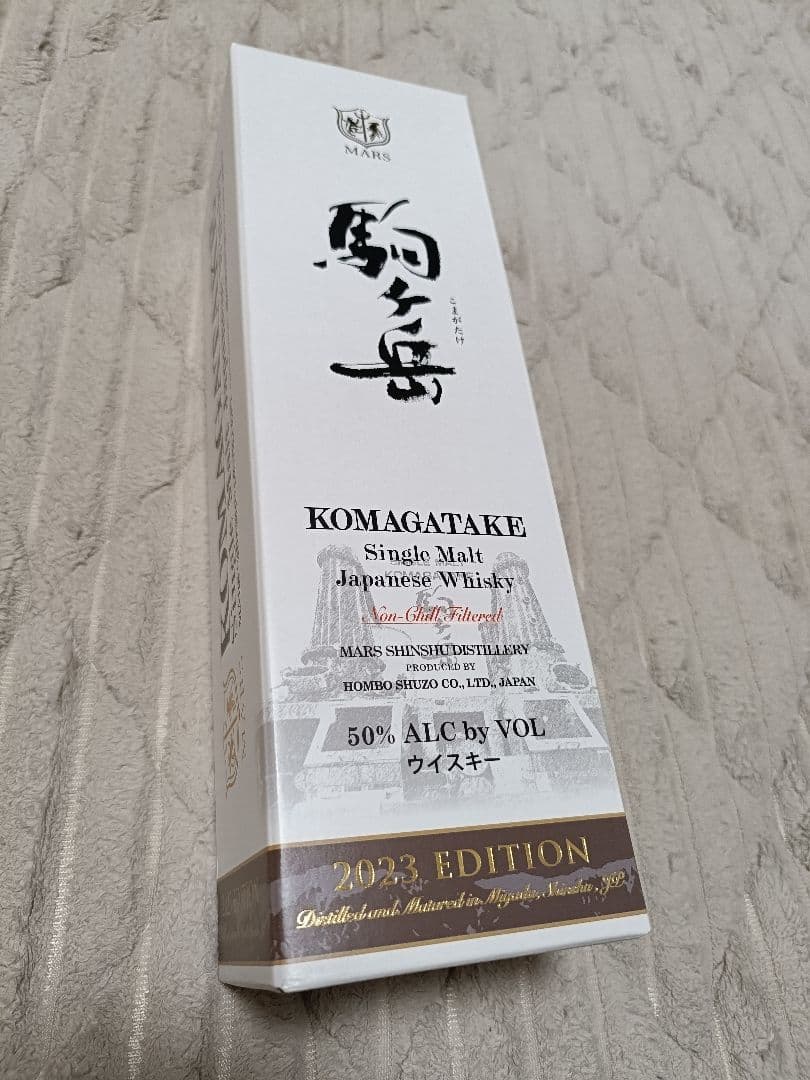 MARS
駒ヶ岳
こまがたけ
KOMAGATAKE
Single Malt
Japanese Whisky
Non-Chill Filtered
MARS SHINSHU DISTILLERY
PRODUCED BY
HOMBO SHUZO CO., LTD., JAPAN
50% ALC by VOL
ウイスキー
2023 EDITION
Distilled and Matured in Miyada, Shinshu,